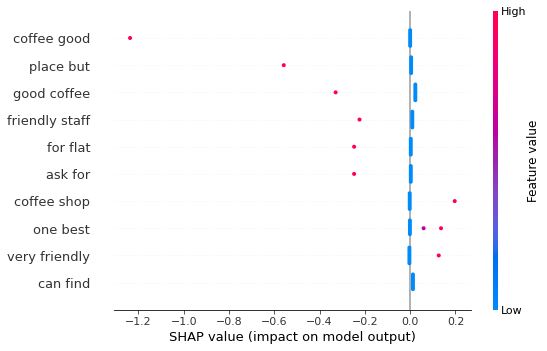 High
coffee good
place but
good coffee
friendly staff
for flat
ask for
coffee shop
one best
very friendly
can find
Feature value
Low
−1.2 −1.0 −0.8 −0.6 −0.4 −0.2 0.0 0.2
SHAP value (impact on model output)